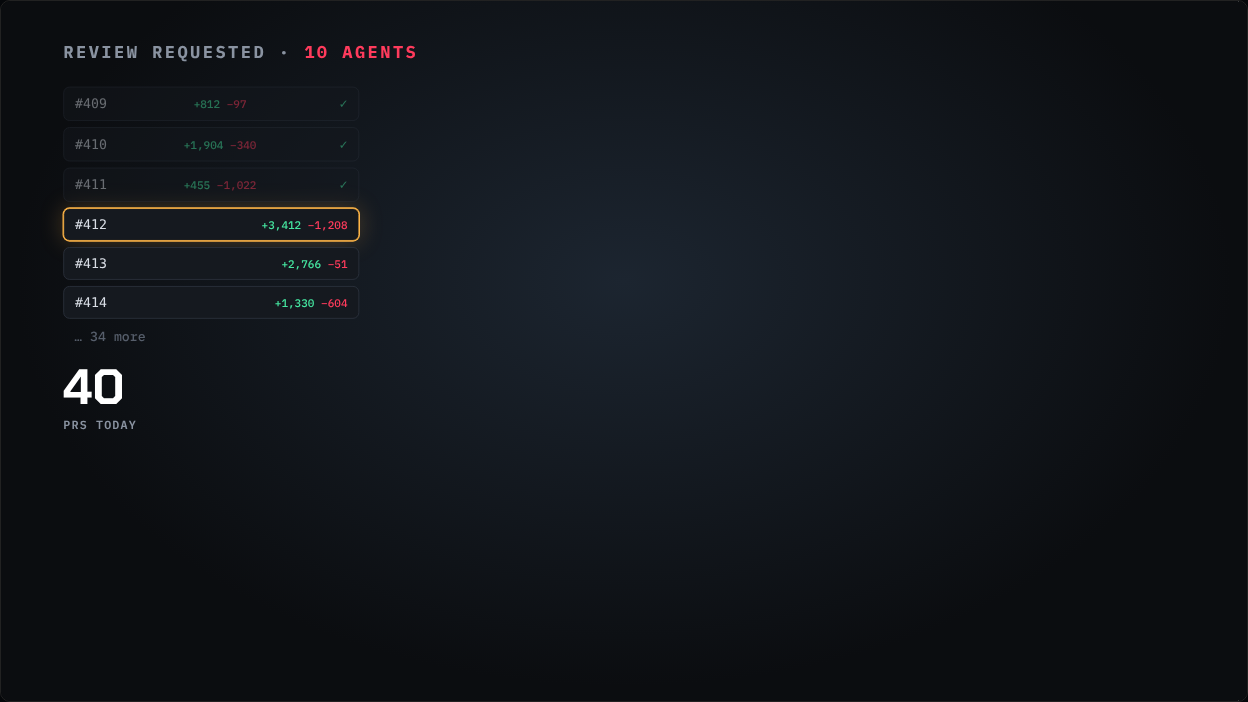 REVIEW REQUESTED · 10 AGENTS
#409 +812 −97 ✓
#410 +1,904 −340 ✓
#411 +455 −1,022 ✓
#412 +3,412 −1,208
#413 +2,766 −51
#414 +1,330 −604
… 34 more
40
PRS TODAY